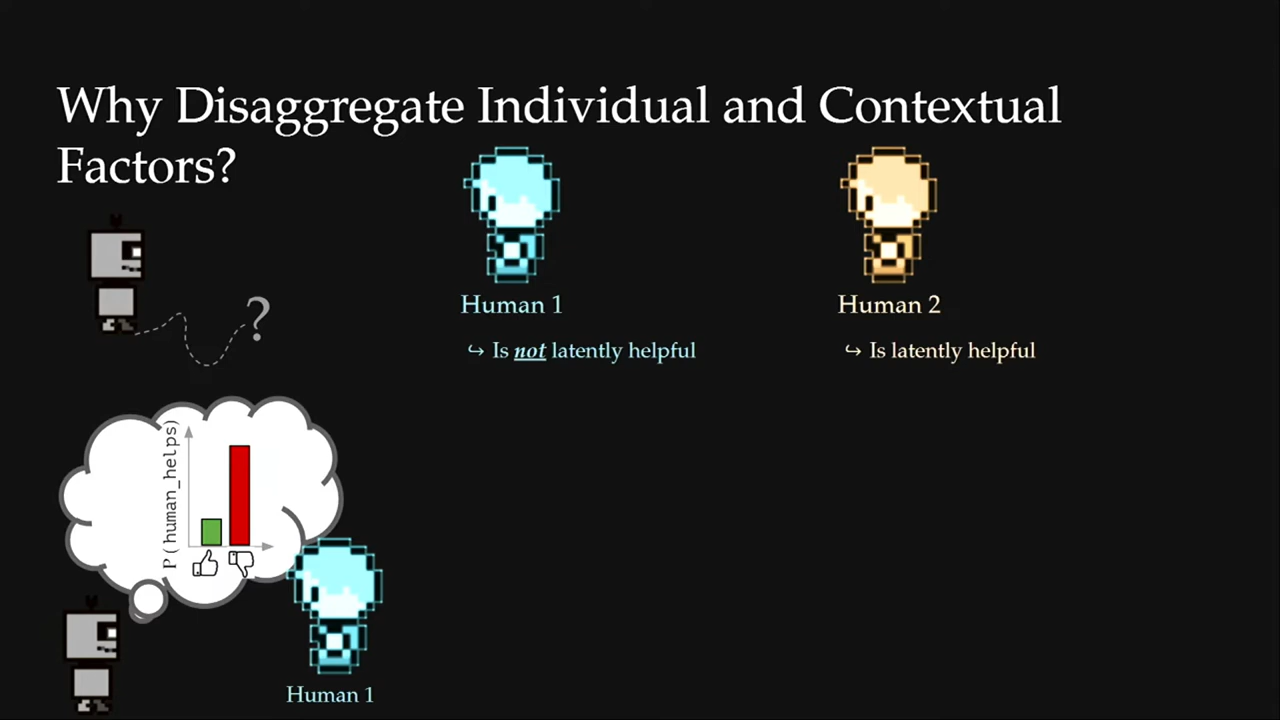 Why Disaggregate Individual and Contextual
Factors?
?
Human 1
Human 2
↪ Is not latently helpful
↪ Is latently helpful
P(human_helps)
Human 1